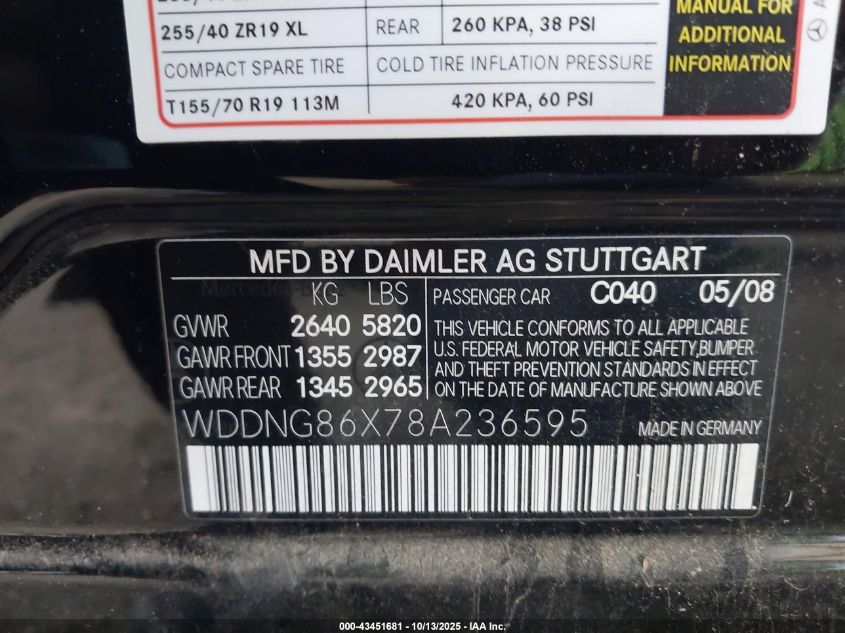 255/40 ZR19 XL REAR 260 KPA, 38 PSI
COMPACT SPARE TIRE COLD TIRE INFLATION PRESSURE
T155/70 R19 113M 420 KPA, 60 PSI
MANUAL FOR
ADDITIONAL
INFORMATION
MFD BY DAIMLER AG STUTTGART
KG LBS
GVWR 2640 5820
GAWR FRONT 1355 2987
GAWR REAR 1345 2965
PASSENGER CAR C040 05/08
THIS VEHICLE CONFORMS TO ALL APPLICABLE
U.S. FEDERAL MOTOR VEHICLE SAFETY, BUMPER
AND THEFT PREVENTION STANDARDS IN EFFECT
ON THE DATE OF MANUFACTURE SHOWN ABOVE
WDDNG86X78A236595 MADE IN GERMANY
000-43451681 - 10/13/2025 - IAA Inc.